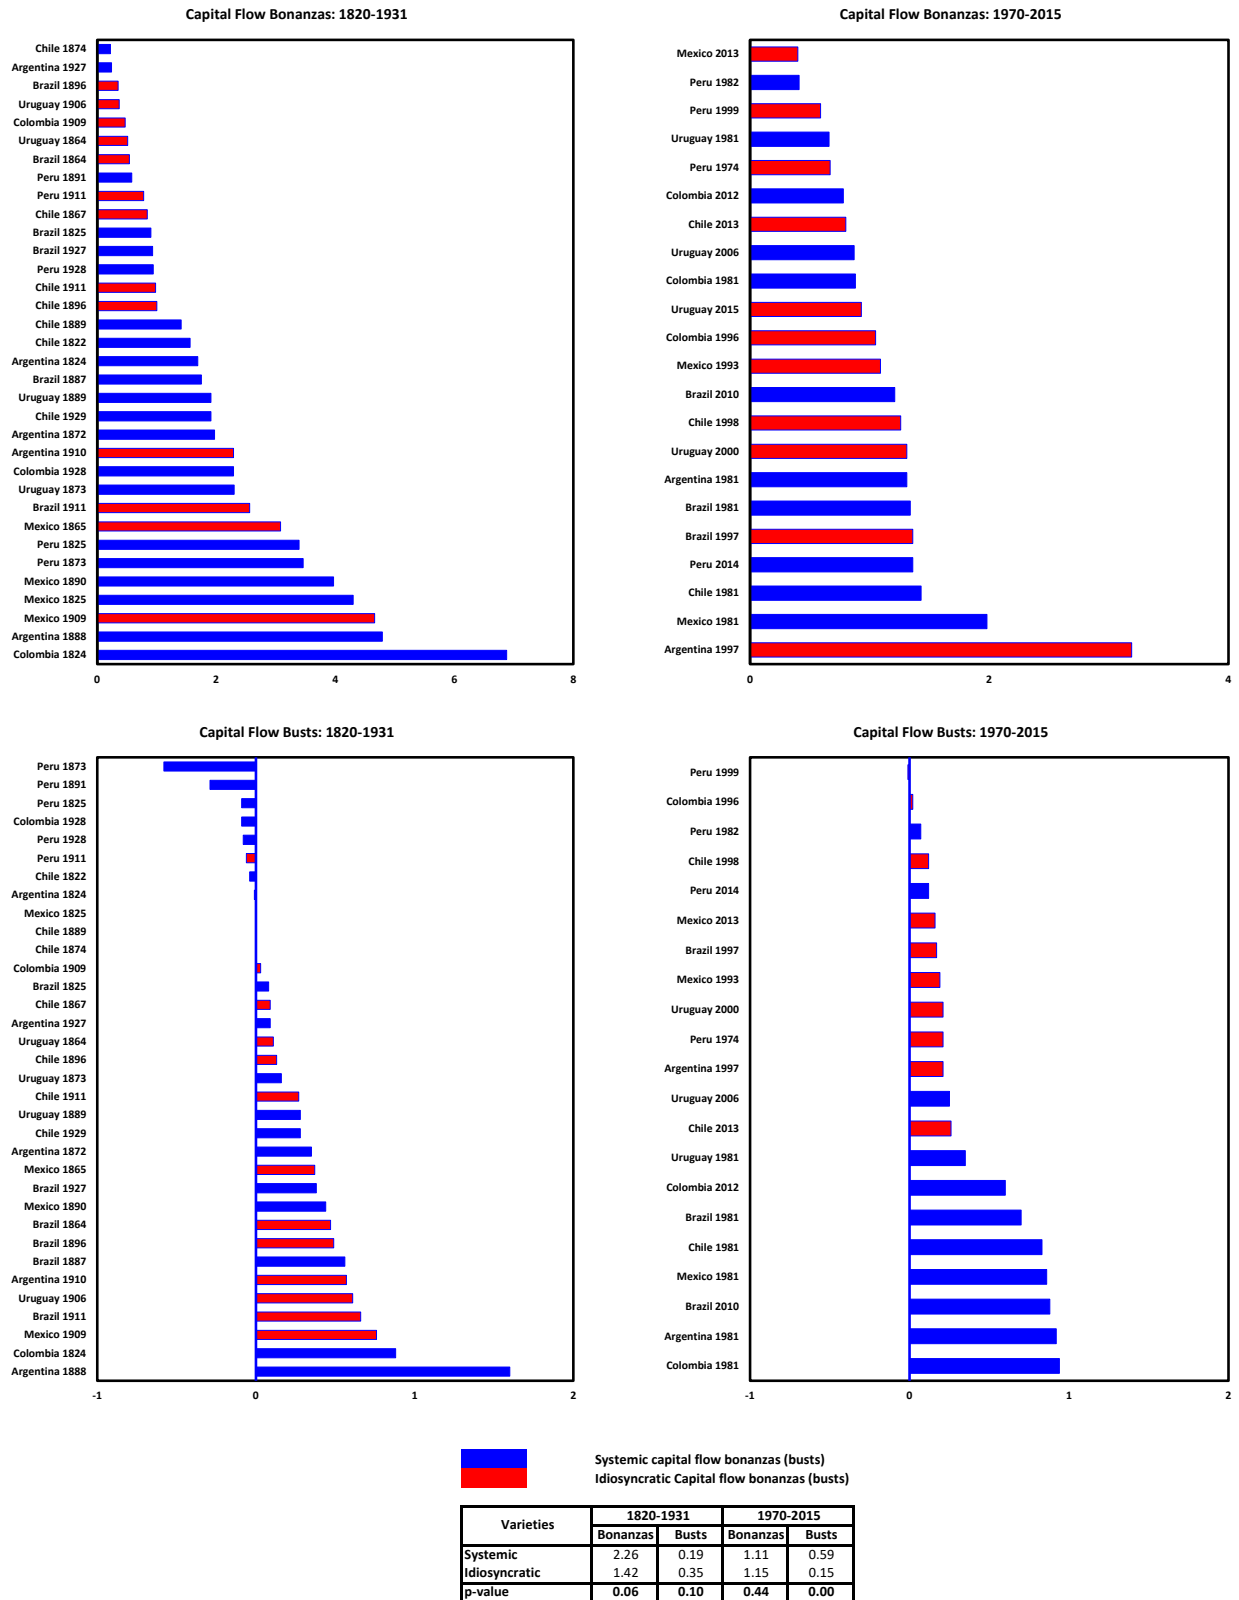 Capital Flow Bonanzas: 1820-1931
Chile 1874
Argentina 1927
Brazil 1896
Uruguay 1906
Colombia 1909
Uruguay 1864
Brazil 1864
Peru 1891
Peru 1911
Chile 1867
Brazil 1825
Brazil 1927
Peru 1928
Chile 1911
Chile 1896
Chile 1889
Chile 1822
Argentina 1824
Brazil 1887
Uruguay 1889
Chile 1929
Argentina 1872
Argentina 1910
Colombia 1928
Uruguay 1873
Brazil 1911
Mexico 1865
Peru 1825
Peru 1873
Mexico 1890
Mexico 1825
Mexico 1909
Argentina 1888
Colombia 1824
0 2 4 6 8
Capital Flow Bonanzas: 1970-2015
Mexico 2013
Peru 1982
Peru 1999
Uruguay 1981
Peru 1974
Colombia 2012
Chile 2013
Uruguay 2006
Colombia 1981
Uruguay 2015
Colombia 1996
Mexico 1993
Brazil 2010
Chile 1998
Uruguay 2000
Argentina 1981
Brazil 1981
Brazil 1997
Peru 2014
Chile 1981
Mexico 1981
Argentina 1997
0 2 4
Capital Flow Busts: 1820-1931
Peru 1873
Peru 1891
Peru 1825
Colombia 1928
Peru 1928
Peru 1911
Chile 1822
Argentina 1824
Mexico 1825
Chile 1889
Chile 1874
Colombia 1909
Brazil 1825
Chile 1867
Argentina 1927
Uruguay 1864
Chile 1896
Uruguay 1873
Chile 1911
Uruguay 1889
Chile 1929
Argentina 1872
Mexico 1865
Brazil 1927
Mexico 1890
Brazil 1864
Brazil 1896
Brazil 1887
Argentina 1910
Uruguay 1906
Brazil 1911
Mexico 1909
Colombia 1824
Argentina 1888
-1 0 1 2
Capital Flow Busts: 1970-2015
Peru 1999
Colombia 1996
Peru 1982
Chile 1998
Peru 2014
Mexico 2013
Brazil 1997
Mexico 1993
Uruguay 2000
Peru 1974
Argentina 1997
Uruguay 2006
Chile 2013
Uruguay 1981
Colombia 2012
Brazil 1981
Chile 1981
Mexico 1981
Brazil 2010
Argentina 1981
Colombia 1981
-1 0 1 2
Systemic capital flow bonanzas (busts)
Idiosyncratic Capital flow bonanzas (busts)
Varieties 1820-1931 1970-2015
Bonanzas Busts Bonanzas Busts
Systemic 2.26 0.19 1.11 0.59
Idiosyncratic 1.42 0.35 1.15 0.15
p-value 0.06 0.10 0.44 0.00